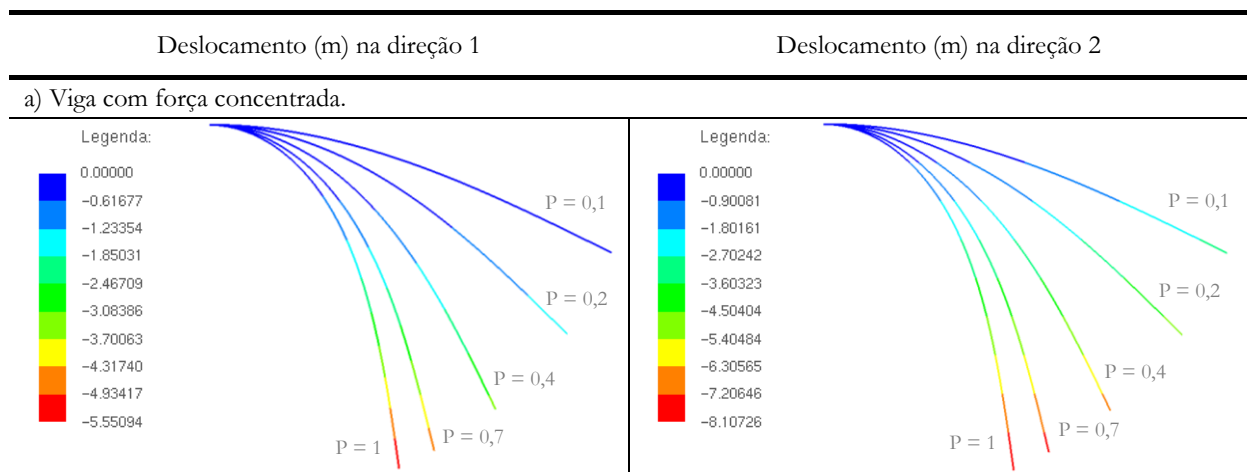 Deslocamento (m) na direção 1
Deslocamento (m) na direção 2
a) Viga com força concentrada.
Legenda:
0.00000
−0.61677
−1.23354
−1.85031
−2.46709
−3.08386
−3.70063
−4.31740
−4.93417
−5.55094
P = 0,1
P = 0,2
P = 0,4
P = 0,7
P = 1
Legenda:
0.00000
−0.90081
−1.80161
−2.70242
−3.60323
−4.50404
−5.40484
−6.30565
−7.20646
−8.10726
P = 0,1
P = 0,2
P = 0,4
P = 0,7
P = 1